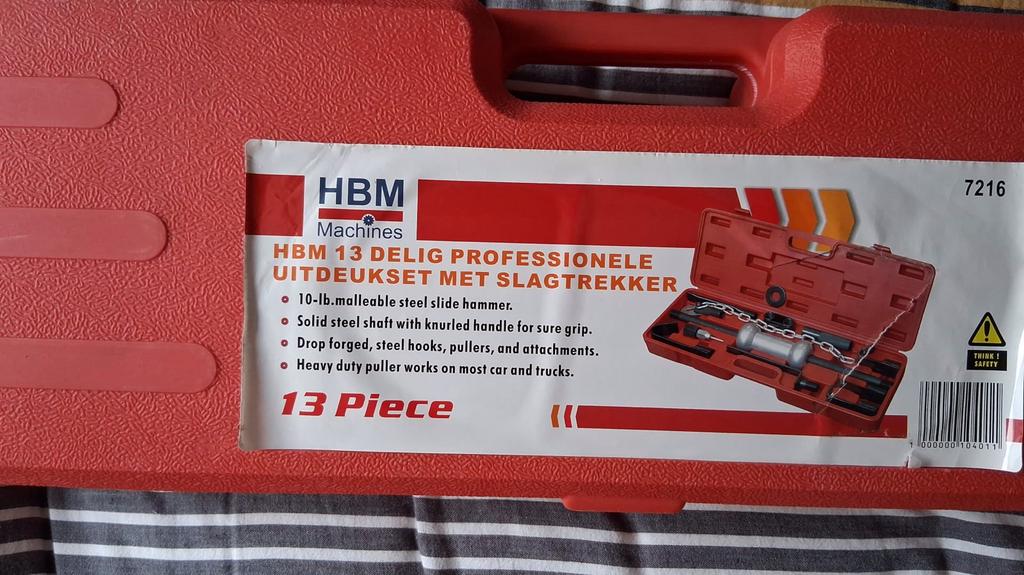 HBM
Machines
7216
HBM 13 DELIG PROFESSIONELE
UITDEUKSET MET SLAGTREKKER
10-lb.malleable steel slide hammer.
Solid steel shaft with knurled handle for sure grip.
Drop forged, steel hooks, pullers, and attachments.
Heavy duty puller works on most car and trucks.
13 Piece
THINK !
SAFETY
000000 104011